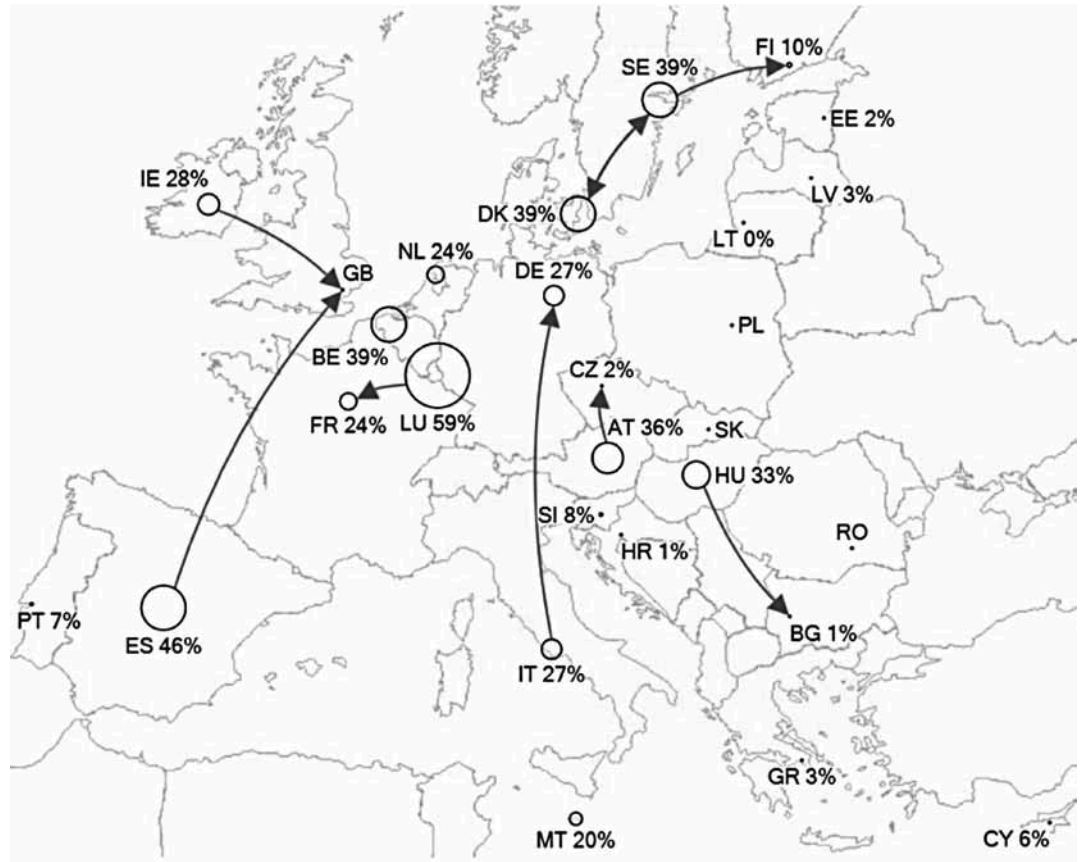 FI 10%
SE 39%
EE 2%
IE 28%
LV 3%
DK 39%
LT 0%
NL 24%
GB
DE 27%
PL
BE 39%
CZ 2%
FR 24%
LU 59%
AT 36%
SK
HU 33%
SI 8%
RO
HR 1%
PT 7%
ES 46%
BG 1%
IT 27%
GR 3%
MT 20%
CY 6%